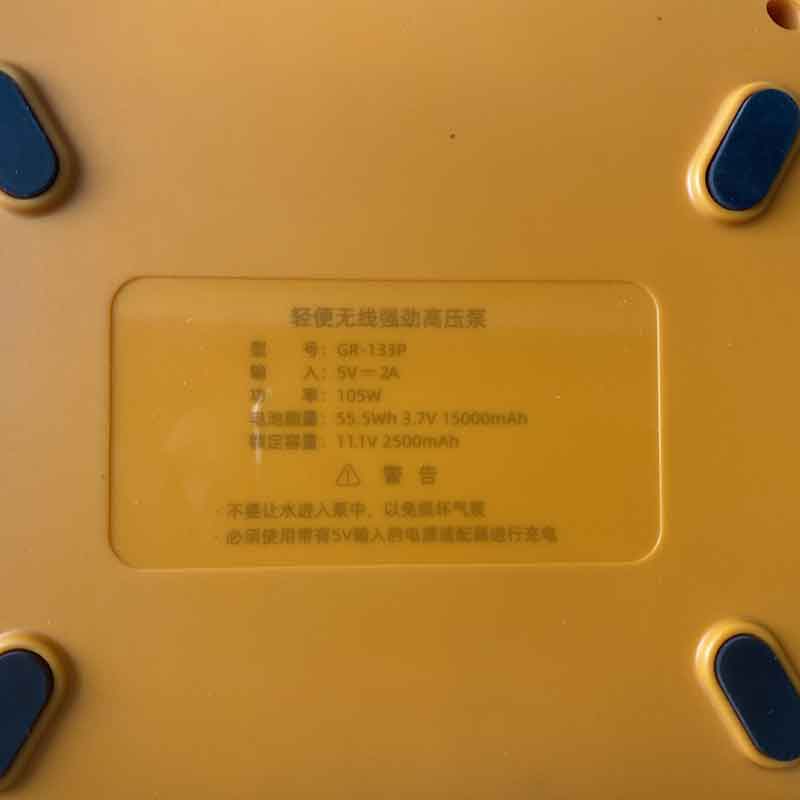 轻便无线强劲高压泵
型 号：GR-133P
输 入：5V⎓2A
功 率：105W
电池能量：55.5Wh 3.7V 15000mAh
额定容量：11.1V 2500mAh
⚠ 警告
·不要让水进入泵中，以免损坏气泵
·必须使用带有5V输入的电源适配器进行充电